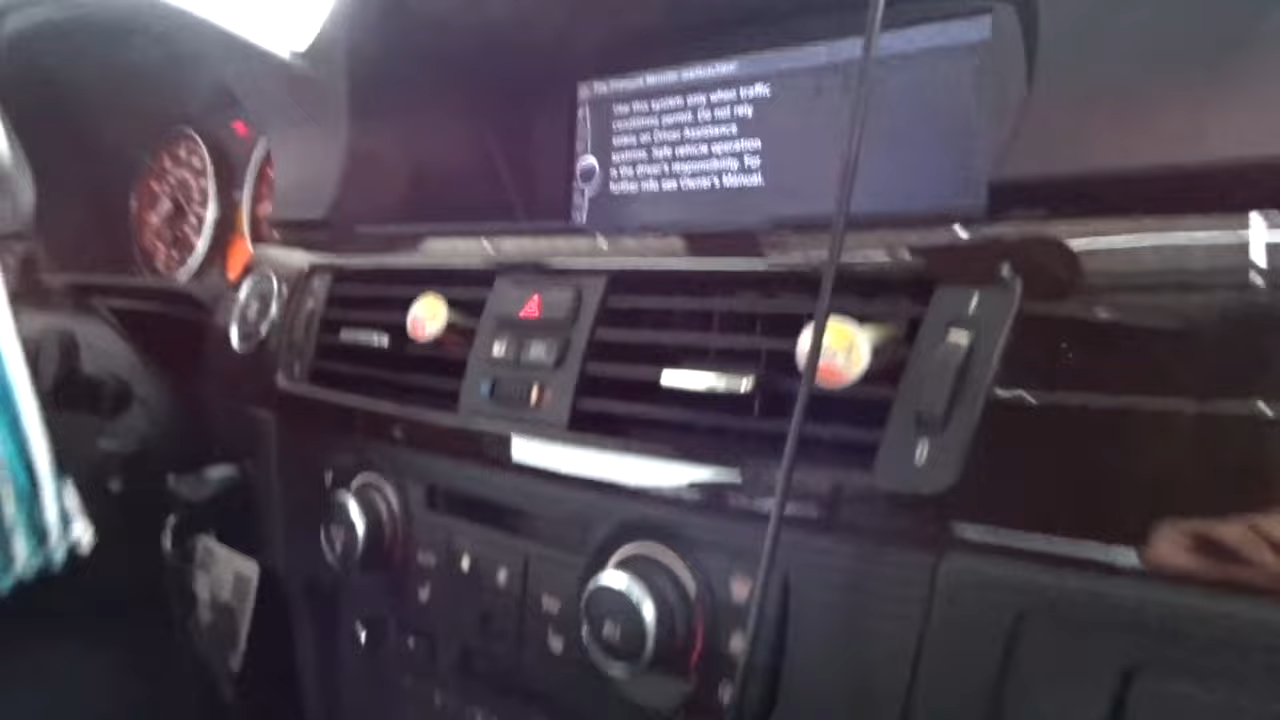 Use this system only when traffic
conditions permit. Do not rely
solely on Driver Assistance
systems. Safe vehicle operation
is the driver's responsibility. For
further info see Owner's Manual.
0